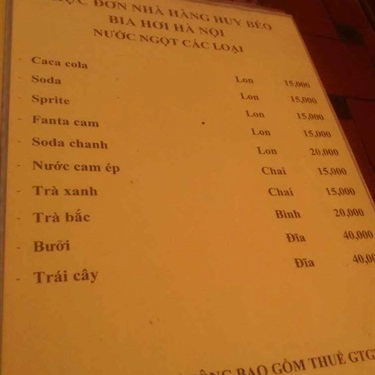 ỰC ĐƠN NHÀ HÀNG HUY BÉO
BIA HƠI HÀ NỘI
NƯỚC NGỌT CÁC LOẠI
- Caca cola Lon 15,000
- Soda Lon 15,000
- Sprite Lon 15,000
- Fanta cam Lon 15,000
- Soda chanh Lon 20,000
- Nước cam ép Chai 15,000
- Trà xanh Chai 15,000
- Trà bắc Bình 20,000
- Bưởi Đĩa 40,000
- Trái cây Đĩa 40,000
BAO GỒM THUẾ GTG